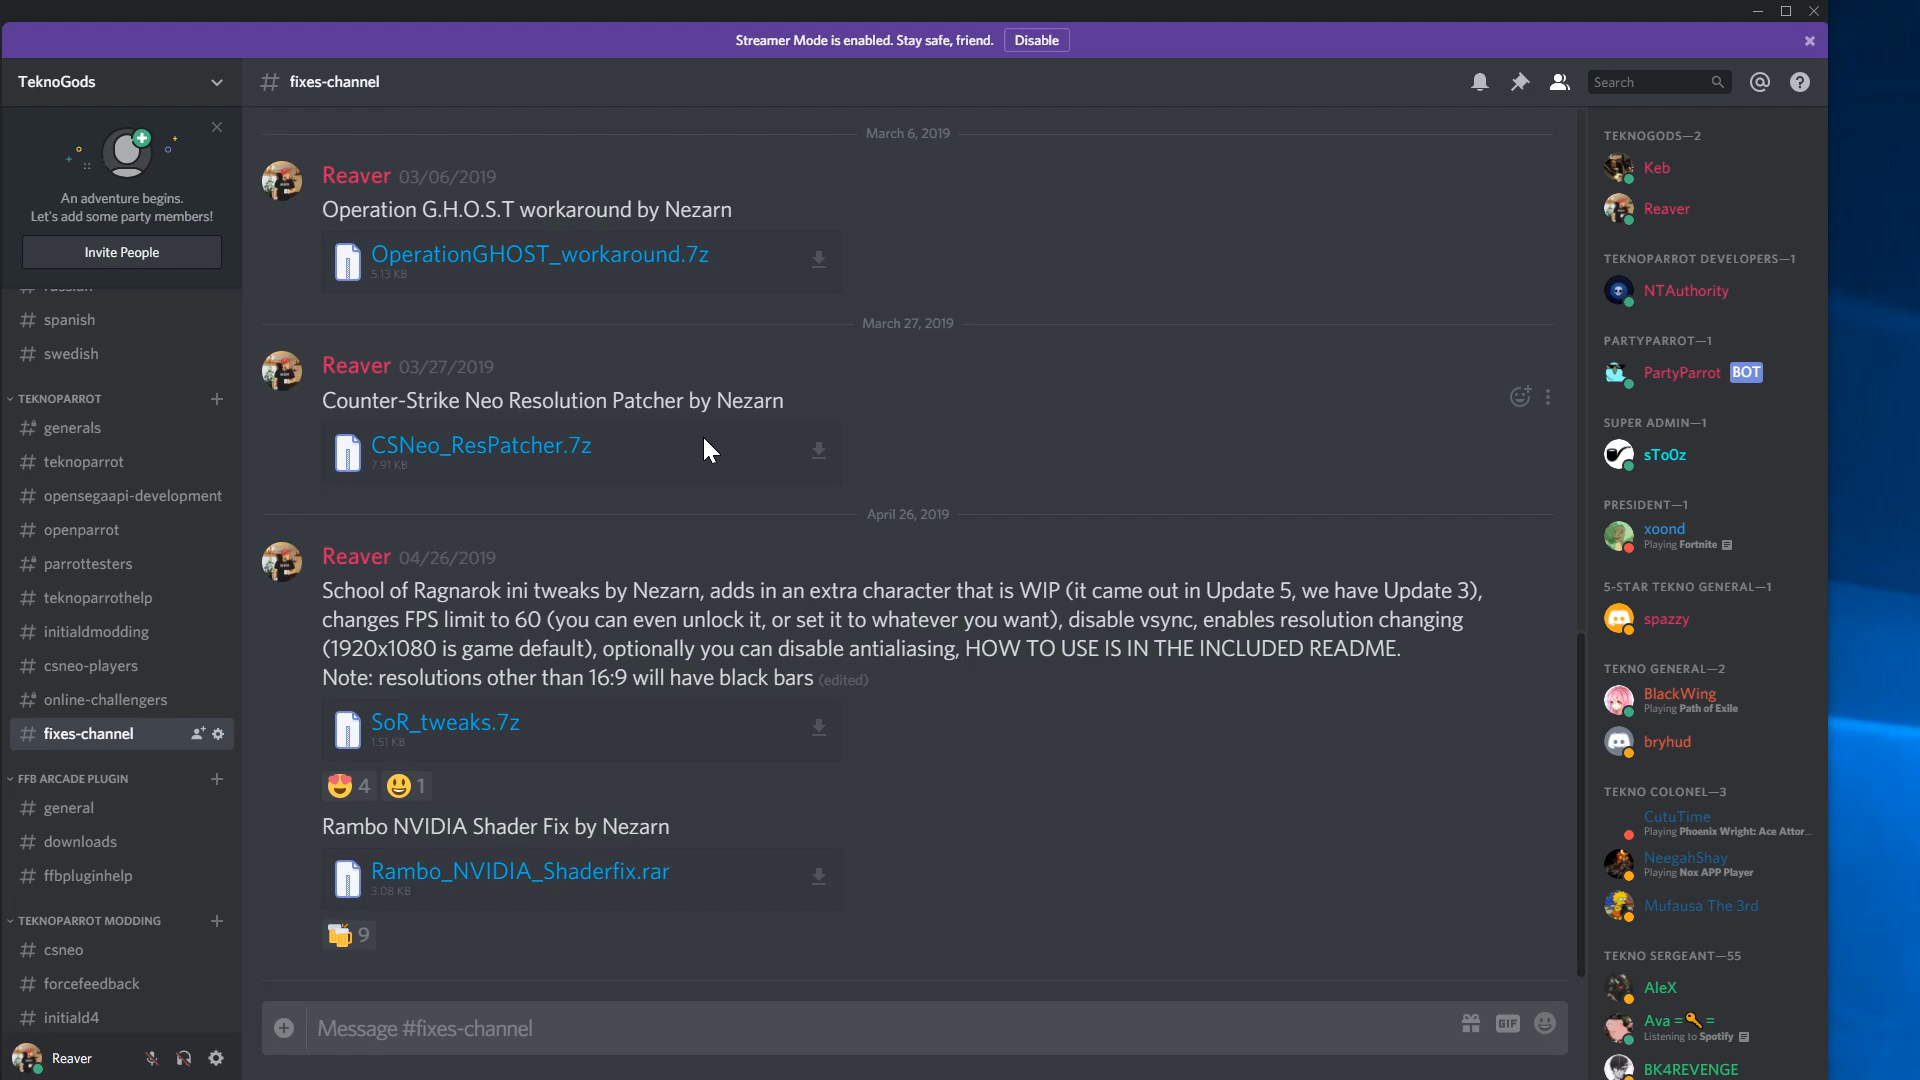 Streamer Mode is enabled. Stay safe, friend. Disable
TeknoGods
# fixes-channel
Search
An adventure begins.
Let's add some party members!
Invite People
# spanish
# swedish
TEKNOPARROT
# generals
# teknoparrot
# opensegaapi-development
# openparrot
# parrottesters
# teknoparrothelp
# initialdmodding
# csneo-players
# online-challengers
# fixes-channel
FFB ARCADE PLUGIN
# general
# downloads
# ffbpluginhelp
TEKNOPARROT MODDING
# csneo
# forcefeedback
# initiald4
Reaver
March 6, 2019
Reaver 03/06/2019
Operation G.H.O.S.T workaround by Nezarn
OperationGHOST_workaround.7z
5.13 KB
March 27, 2019
Reaver 03/27/2019
Counter-Strike Neo Resolution Patcher by Nezarn
CSNeo_ResPatcher.7z
7.91 KB
April 26, 2019
Reaver 04/26/2019
School of Ragnarok ini tweaks by Nezarn, adds in an extra character that is WIP (it came out in Update 5, we have Update 3),
changes FPS limit to 60 (you can even unlock it, or set it to whatever you want), disable vsync, enables resolution changing
(1920x1080 is game default), optionally you can disable antialiasing, HOW TO USE IS IN THE INCLUDED README.
Note: resolutions other than 16:9 will have black bars (edited)
SoR_tweaks.7z
1.51 KB
4 1
Rambo NVIDIA Shader Fix by Nezarn
Rambo_NVIDIA_Shaderfix.rar
3.08 KB
9
Message #fixes-channel
GIF
TEKNOGODS—2
Keb
Reaver
TEKNOPARROT DEVELOPERS—1
NTAuthority
PARTYPARROT—1
PartyParrot BOT
SUPER ADMIN—1
sTo0z
PRESIDENT—1
xoond
Playing Fortnite
5-STAR TEKNO GENERAL—1
spazzy
TEKNO GENERAL—2
BlackWing
Playing Path of Exile
bryhud
TEKNO COLONEL—3
CutuTime
Playing Phoenix Wright: Ace Attor...
NeegahShay
Playing Nox APP Player
Mufausa The 3rd
TEKNO SERGEANT—55
AleX
Ava =🔑 =
Listening to Spotify
BK4REVENGE